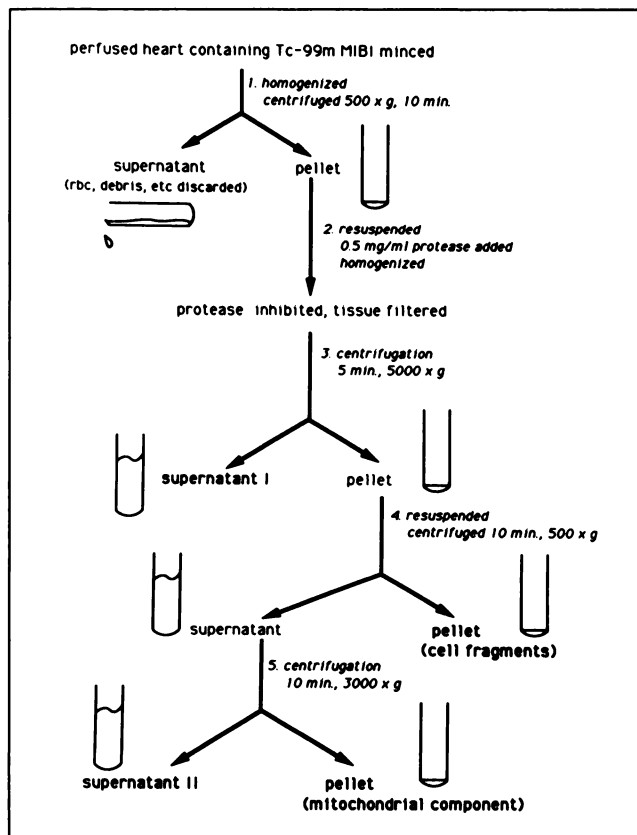 perfused heart containing Tc-99m MIBI minced
1. homogenized
centrifuged 500 x g, 10 min.
supernatant
(rbc, debris, etc discarded)
pellet
2. resuspended
0.5 mg/ml protease added
homogenized
protease inhibited, tissue filtered
3. centrifugation
5 min., 5000 x g
supernatant I
pellet
4. resuspended
centrifuged 10 min., 500 x g
supernatant
pellet
(cell fragments)
5. centrifugation
10 min., 3000 x g
supernatant II
pellet
(mitochondrial component)